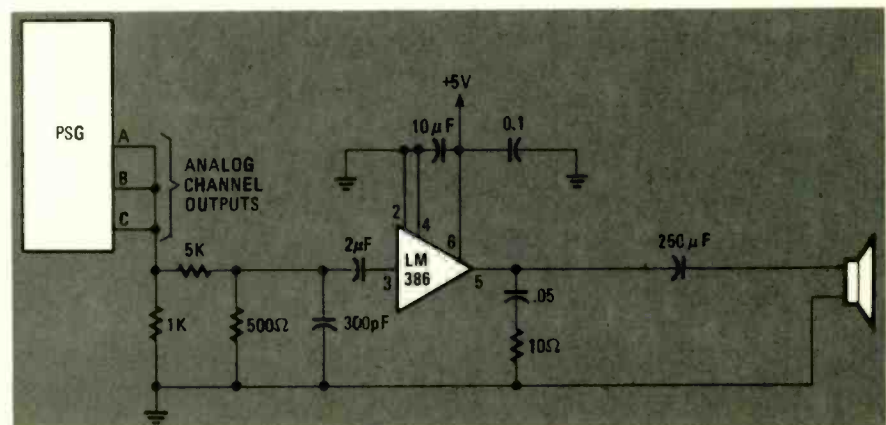 +5V
10μF
0.1
PSG
A
B
C
ANALOG
CHANNEL
OUTPUTS
2
4
6
5K
2μF
3
LM
386
5
250μF
.05
1K
500Ω
300pF
10Ω